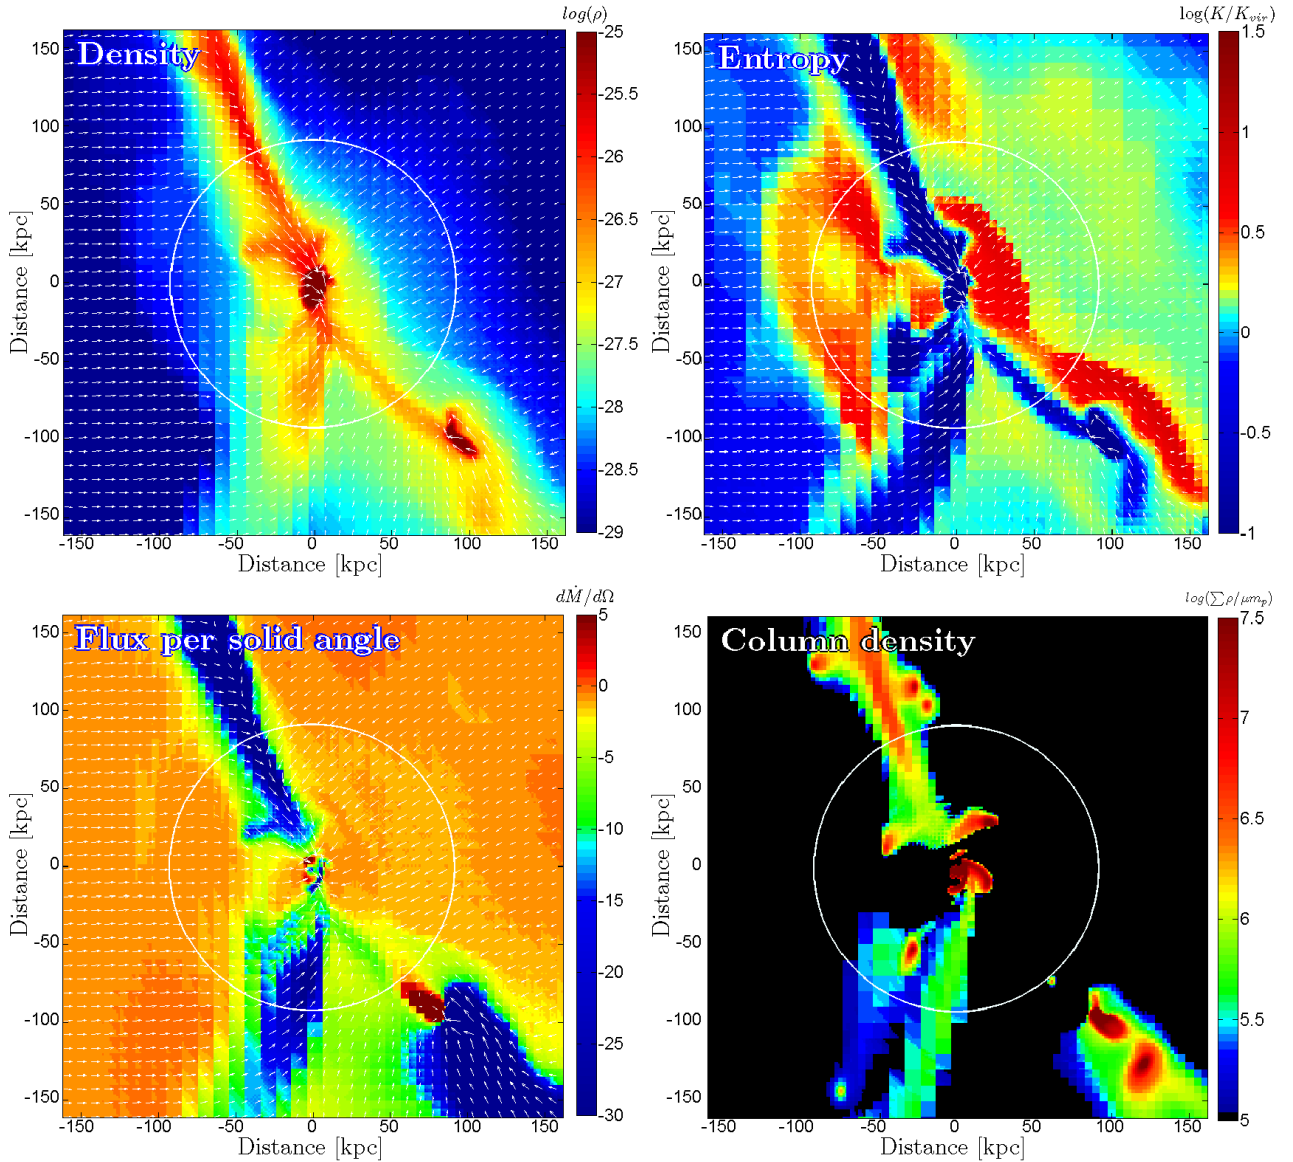 log(ρ)
Density
Distance [kpc]
150
100
50
0
-50
-100
-150
-150 -100 -50 0 50 100 150
Distance [kpc]
-25
-25.5
-26
-26.5
-27
-27.5
-28
-28.5
-29
log(K/K_vir)
Entropy
Distance [kpc]
150
100
50
0
-50
-100
-150
-150 -100 -50 0 50 100 150
Distance [kpc]
1.5
1
0.5
0
-0.5
-1
dṀ/dΩ
Flux per solid angle
Distance [kpc]
150
100
50
0
-50
-100
-150
-150 -100 -50 0 50 100 150
Distance [kpc]
5
0
-5
-10
-15
-20
-25
-30
log(∑ρ/μm_p)
Column density
Distance [kpc]
150
100
50
0
-50
-100
-150
-150 -100 -50 0 50 100 150
Distance [kpc]
7.5
7
6.5
6
5.5
5